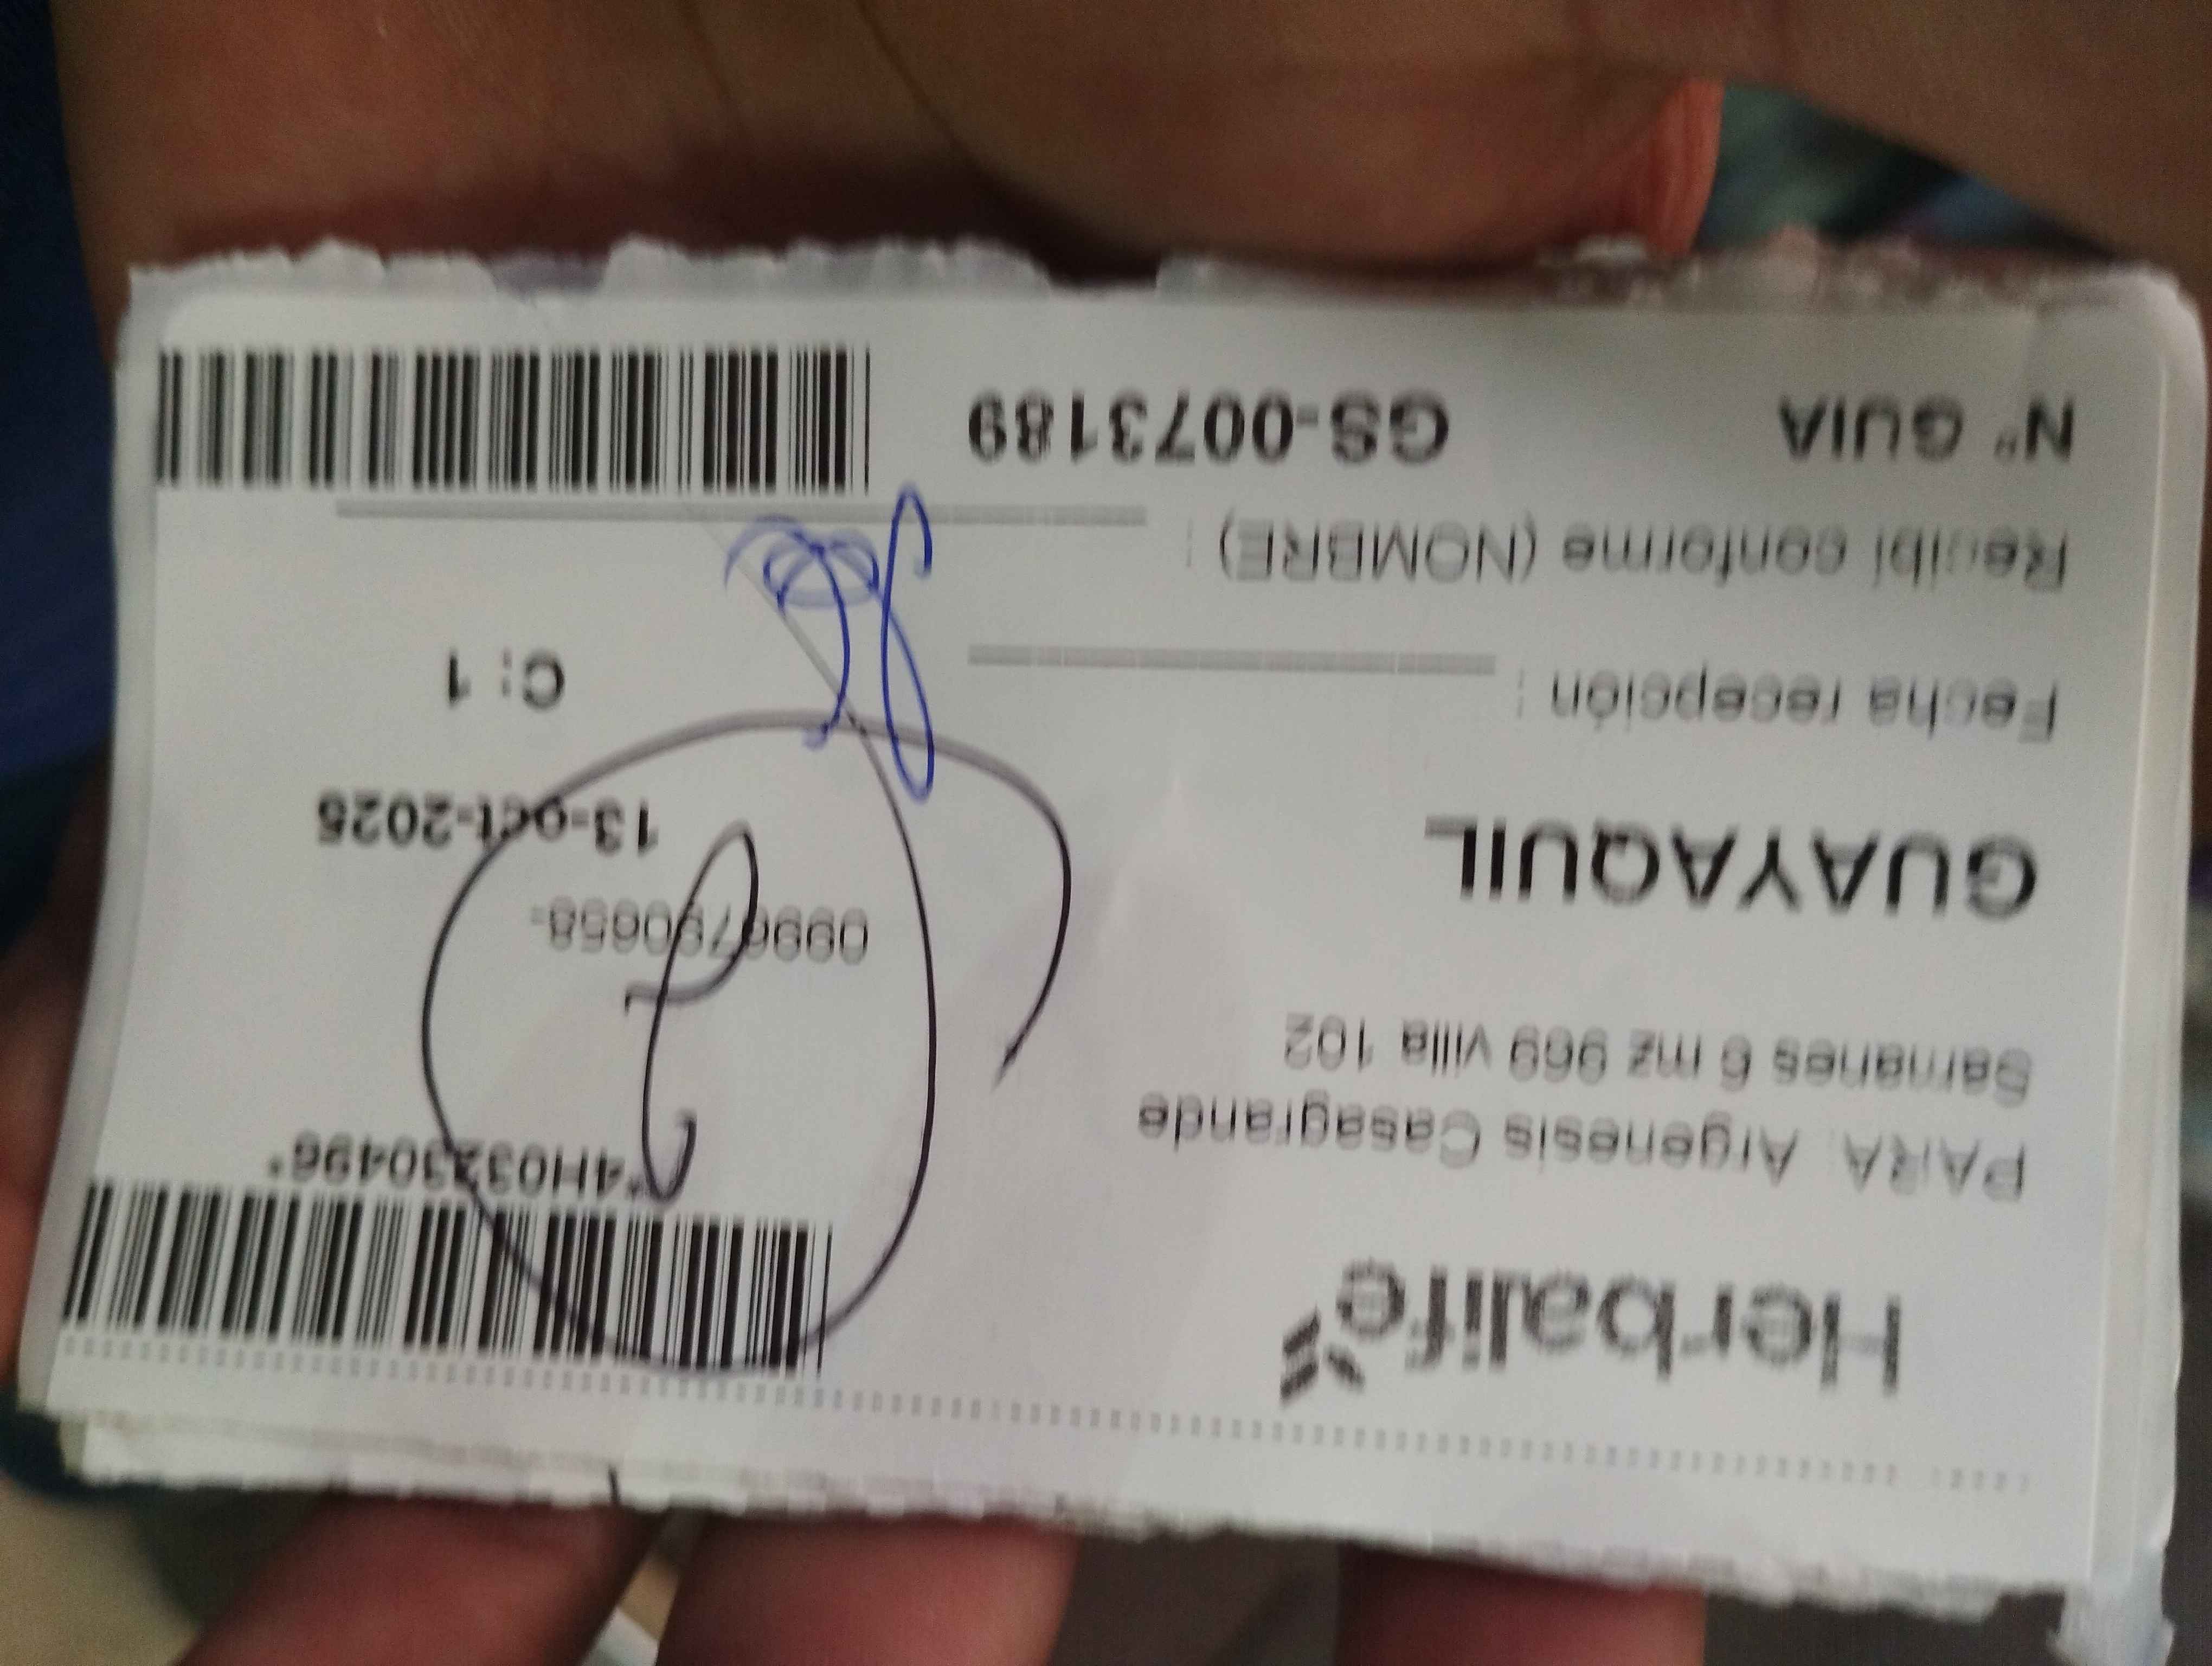 Herbalife
*4H03230496*
PARA: Argenesis Casagrande
Samanes 6 mz 969 villa 102
0996790658-
GUAYAQUIL
13-oct-2025
Fecha recepción :
C: 1
Recibí conforme (NOMBRE) :
N° GUIA GS-0073189